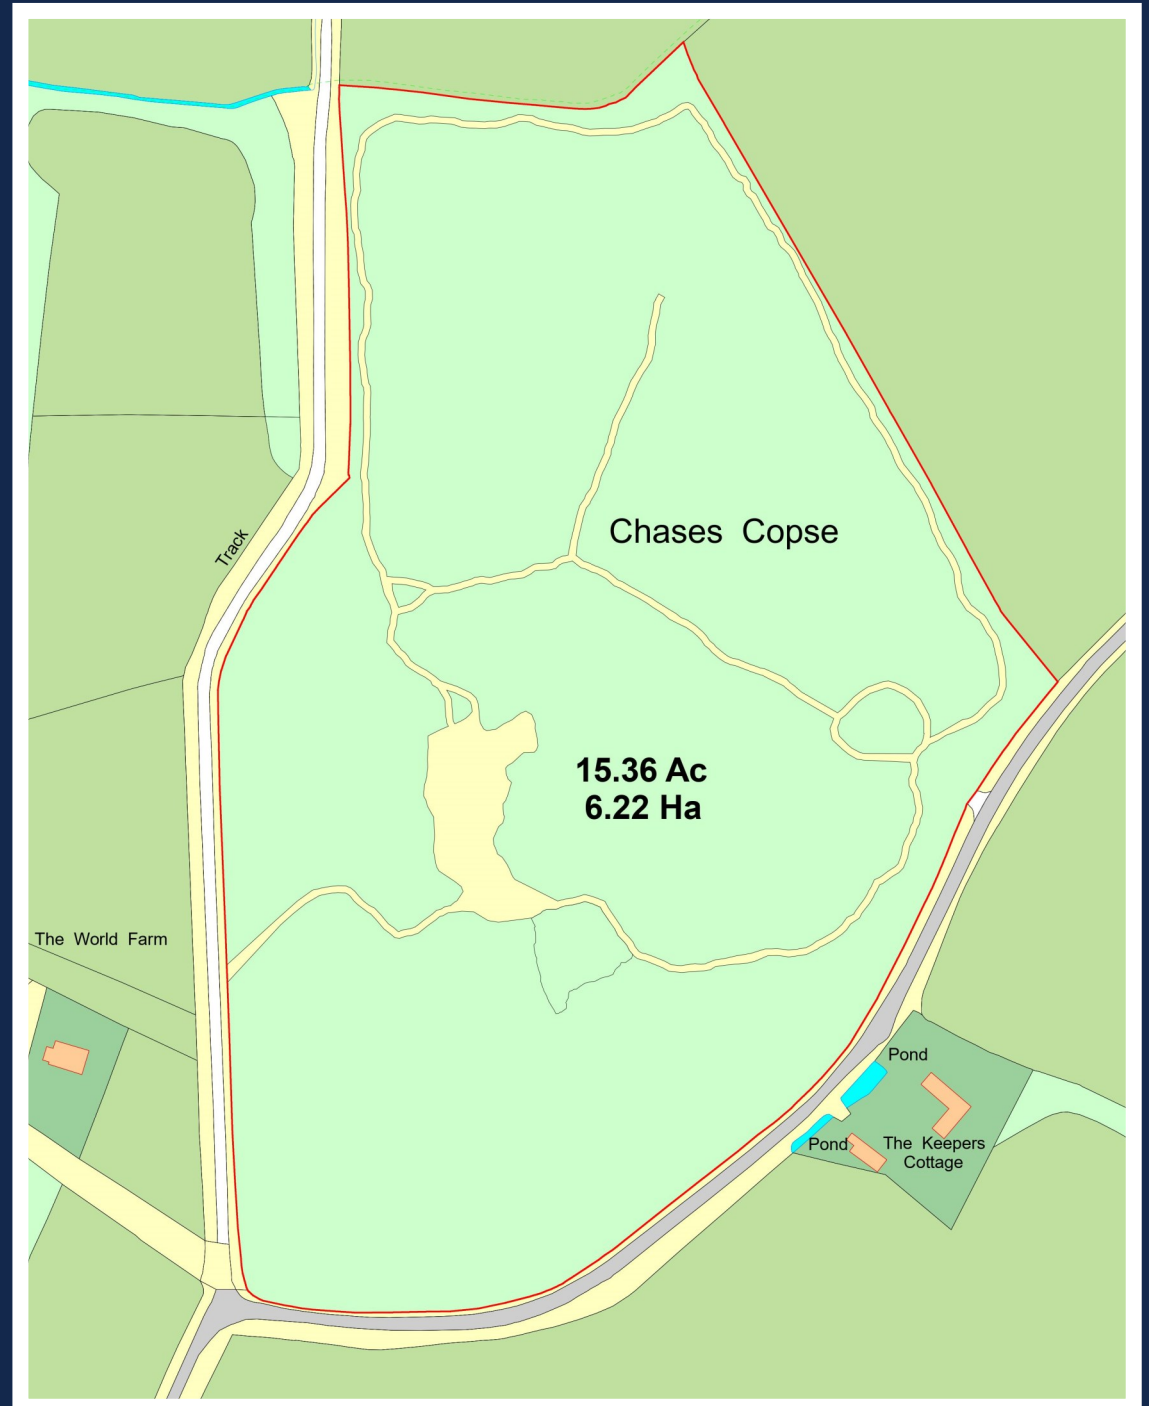 Chases Copse
Track
15.36 Ac
6.22 Ha
The World Farm
Pond
Pond
The Keepers
Cottage